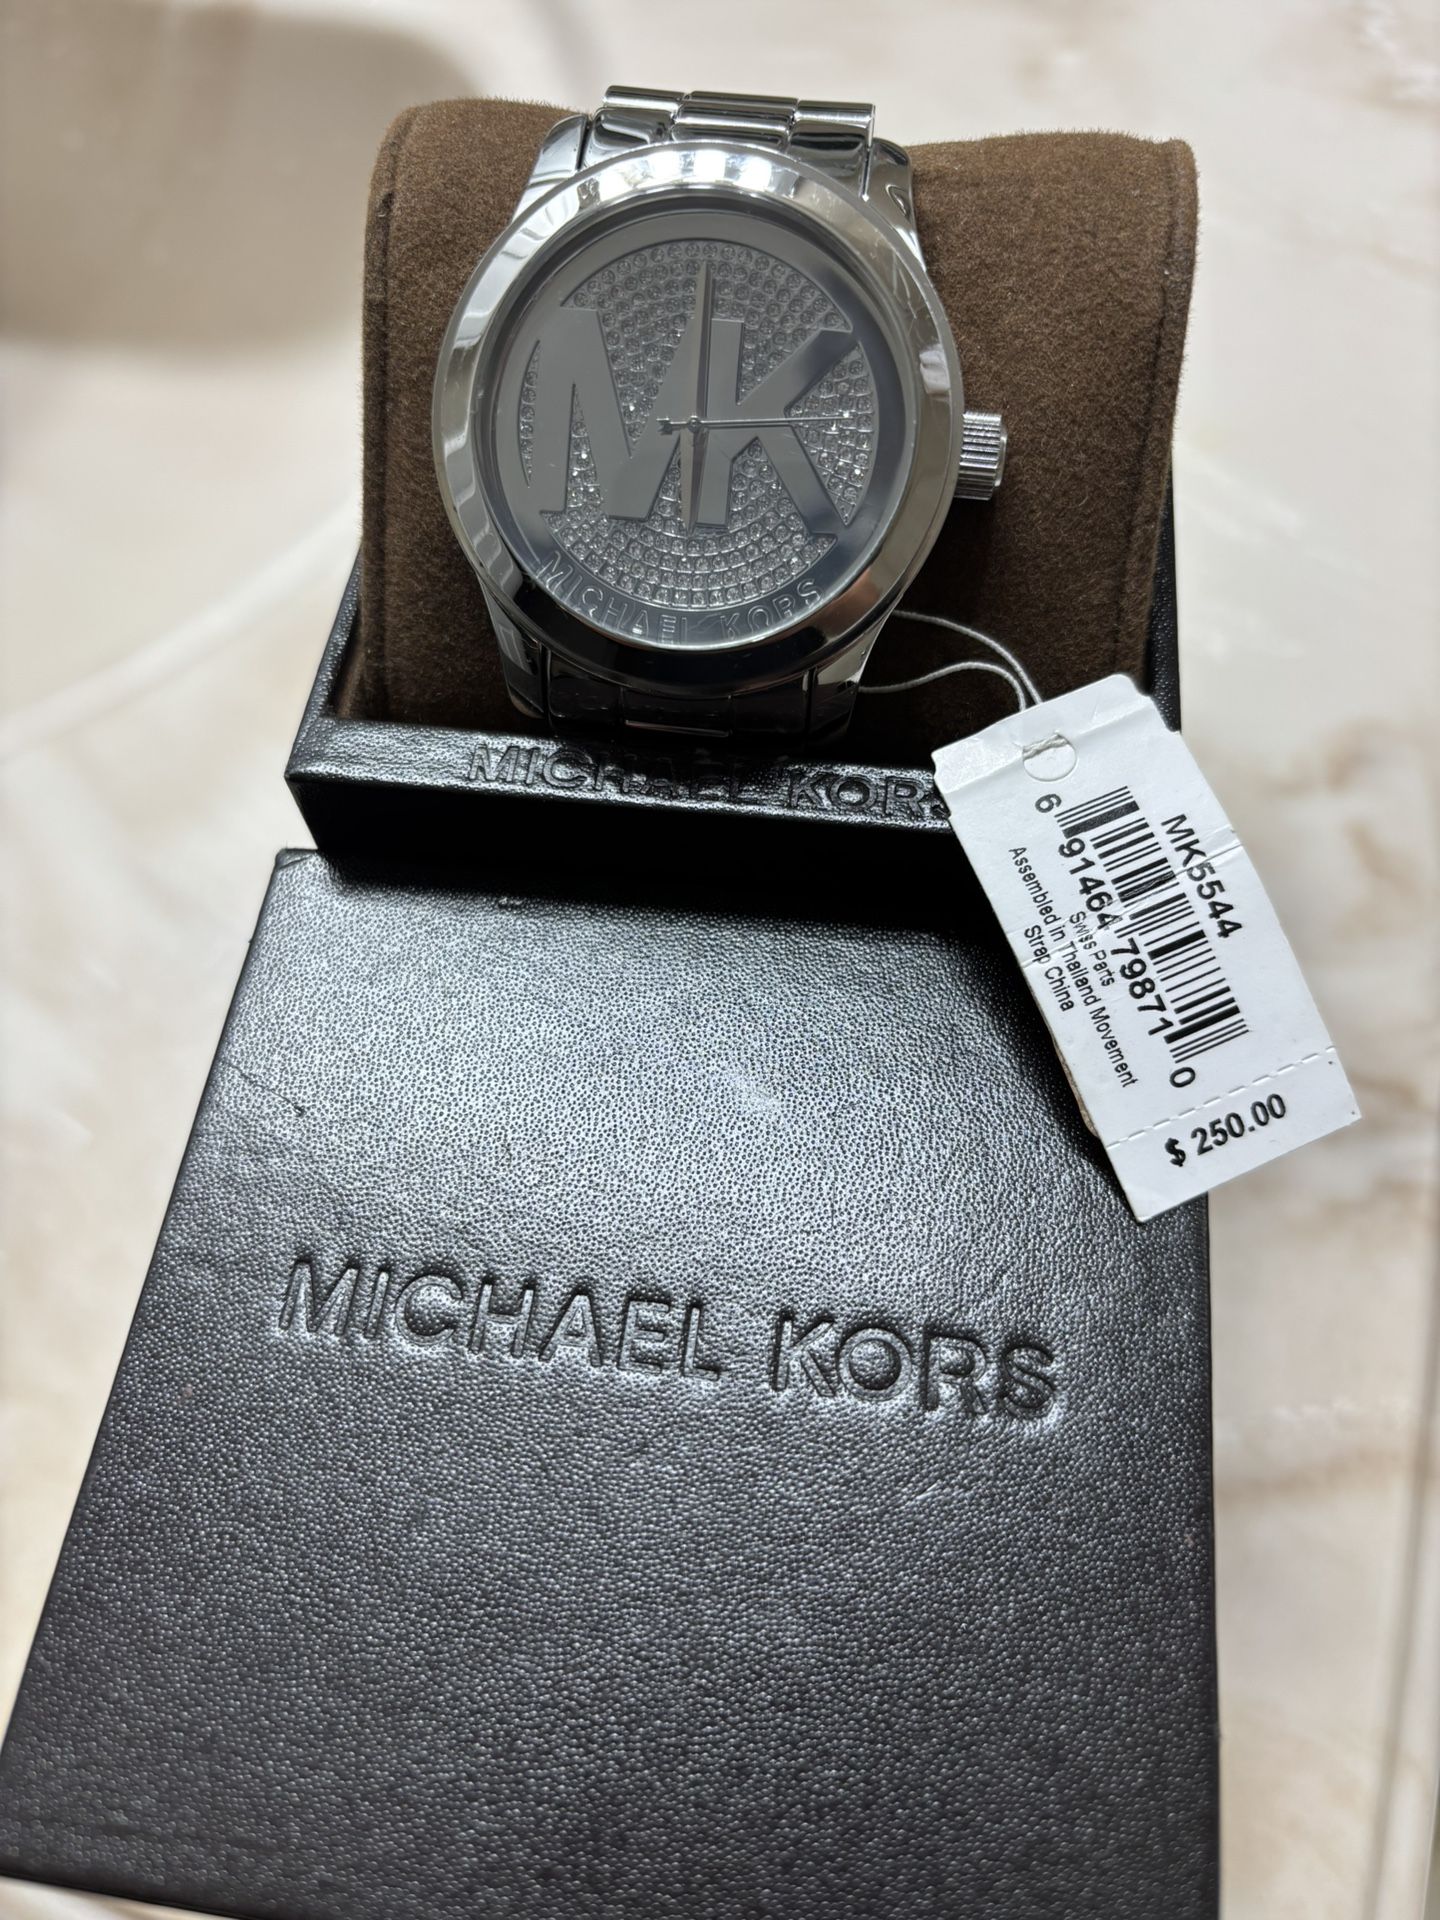 MK
MICHAEL KORS
MICHAEL KORS
MK5544
6 91464 79871 0
Swiss Parts
Assembled in Thailand Movement
Strap China
$ 250.00
MICHAEL KORS